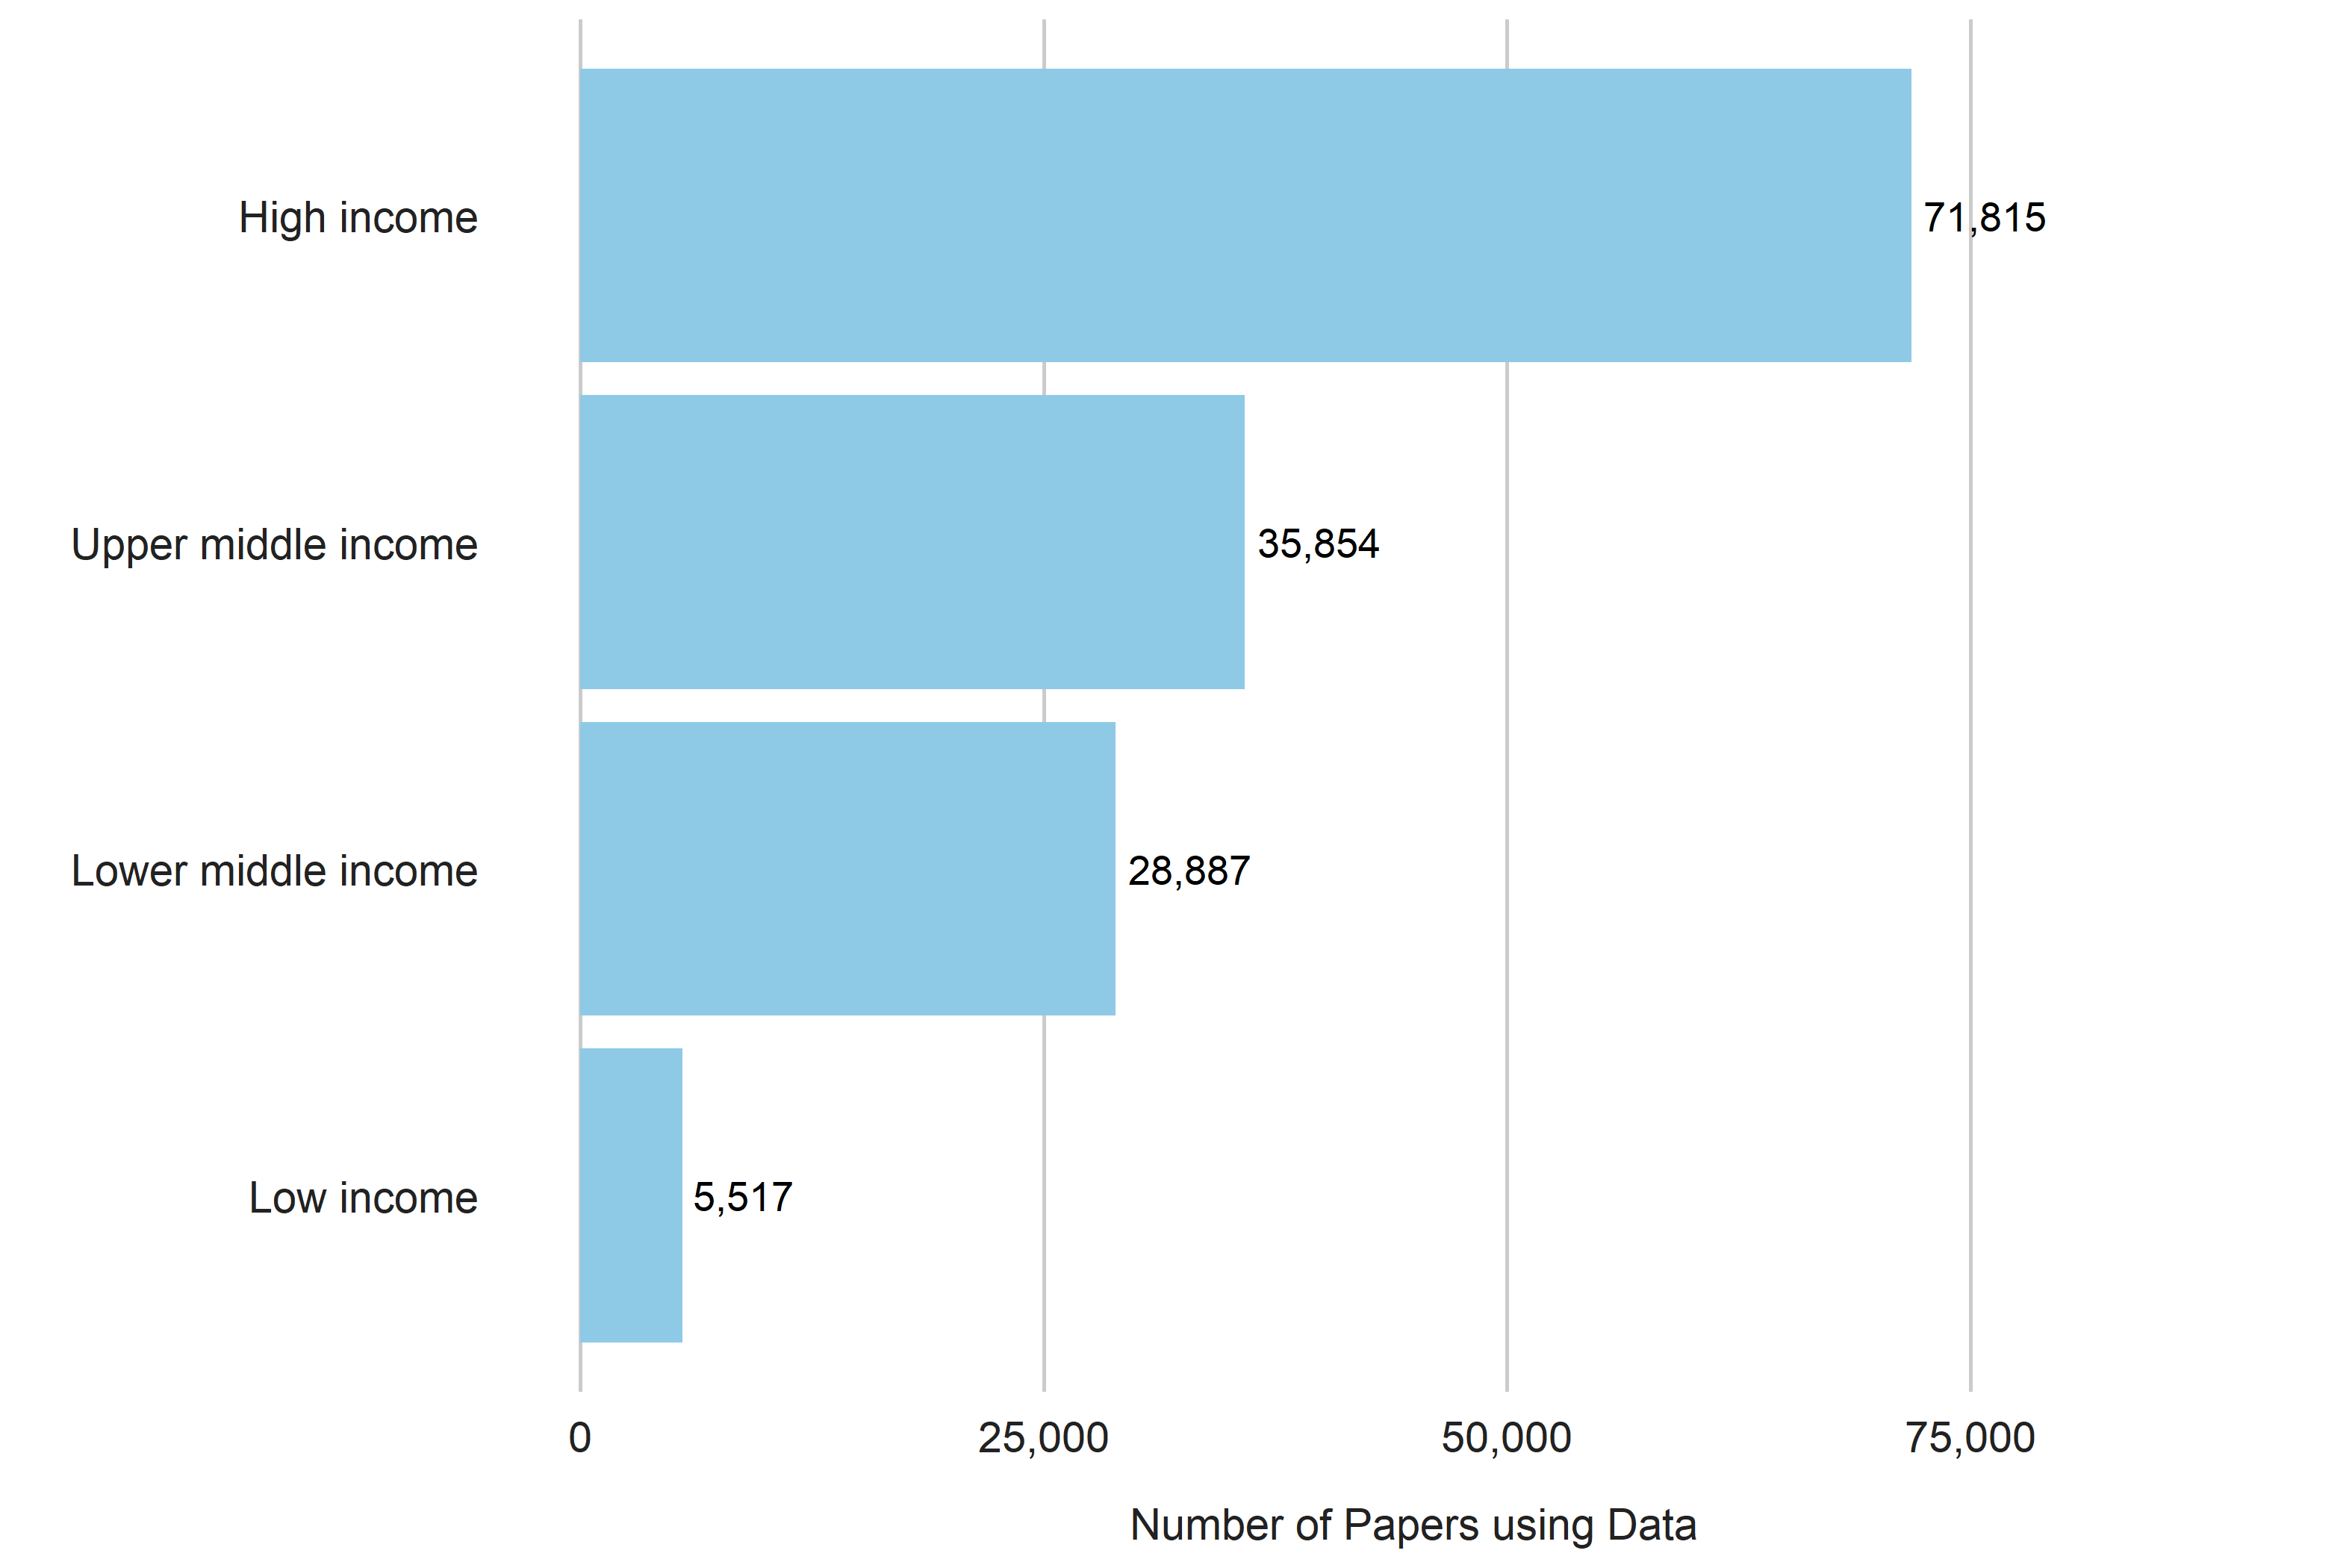 High income
71,815
Upper middle income
35,854
Lower middle income
28,887
Low income
5,517
0
25,000
50,000
75,000
Number of Papers using Data